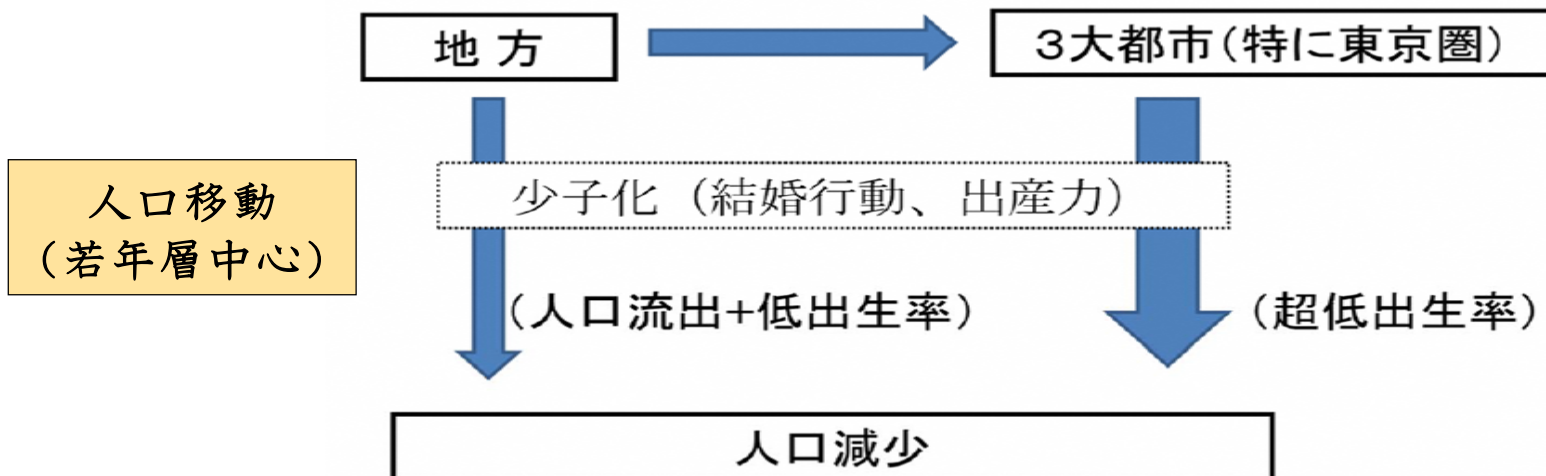 地 方
３大都市(特に東京圏)
人口移動
(若年層中心)
少子化（結婚行動、出産力）
(人口流出+低出生率)
(超低出生率)
人口減少